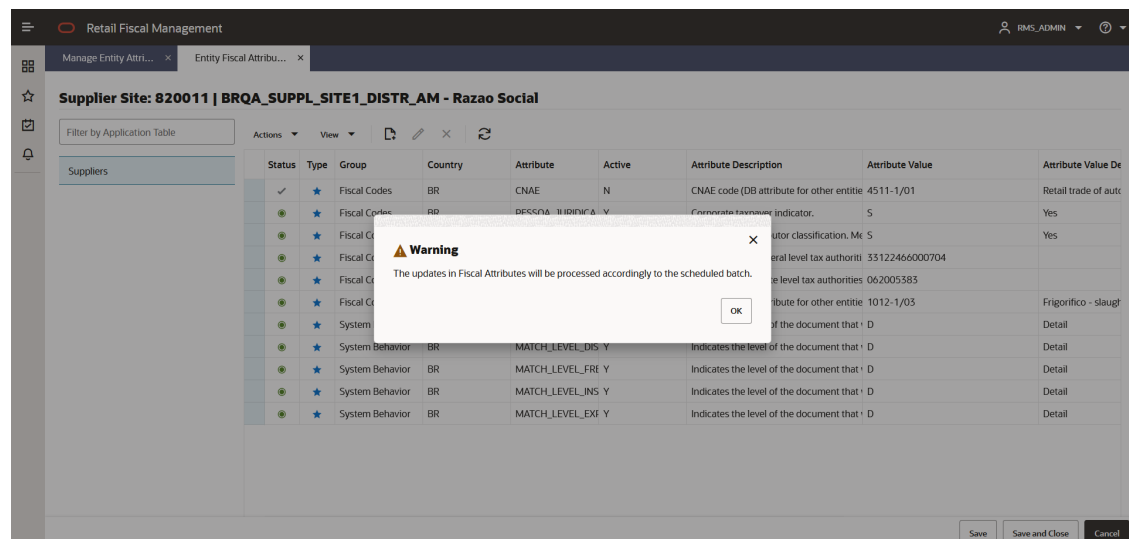 Retail Fiscal Management
RMS_ADMIN
Manage Entity Attri...
Entity Fiscal Attribu...
Supplier Site: 820011 | BRQA_SUPPL_SITE1_DISTR_AM - Razao Social
Filter by Application Table
Actions View
Suppliers
Status Type Group Country Attribute Active Attribute Description Attribute Value Attribute Value De
Fiscal Codes BR CNAE N CNAE code (DB attribute for other entitie 4511-1/01 Retail trade of auto
Fiscal Codes BR PESSOA_JURIDICA Y Corporate taxpayer indicator. S Yes
Fiscal Co utor classification. Me S Yes
Fiscal Co eral level tax authoriti 33122466000704
Fiscal Co te level tax authorities 062005383
Fiscal Co ribute for other entitie 1012-1/03 Frigorifico - slaugh
System of the document that D Detail
System Behavior BR MATCH_LEVEL_DIS Y Indicates the level of the document that D Detail
System Behavior BR MATCH_LEVEL_FRE Y Indicates the level of the document that D Detail
System Behavior BR MATCH_LEVEL_INS Y Indicates the level of the document that D Detail
System Behavior BR MATCH_LEVEL_EXP Y Indicates the level of the document that D Detail
Warning
The updates in Fiscal Attributes will be processed accordingly to the scheduled batch.
OK
Save Save and Close Cancel